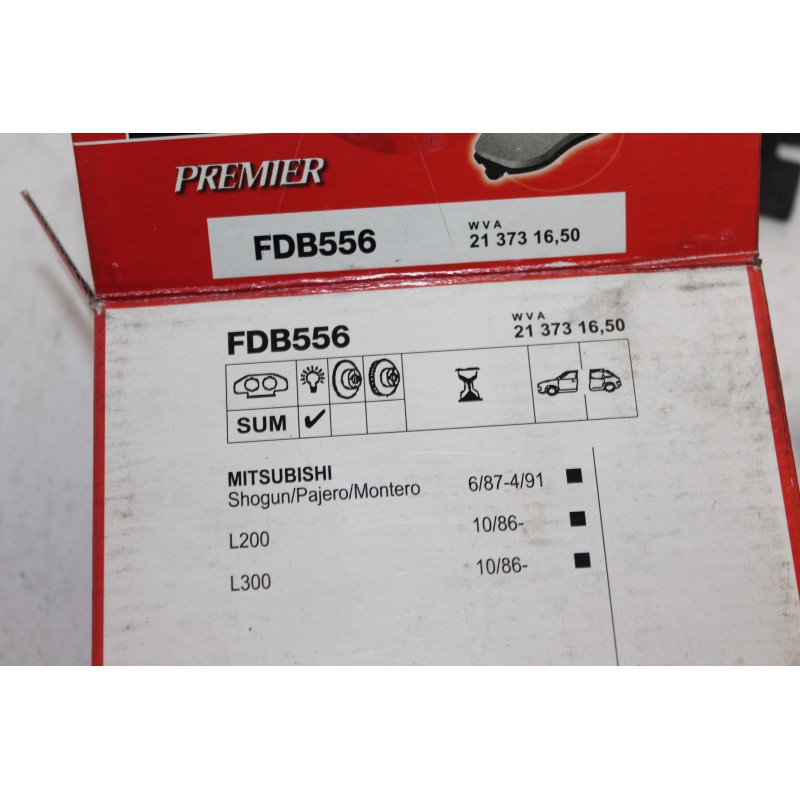 PREMIER
FDB556
WVA
21 373 16,50
FDB556
WVA
21 373 16,50
SUM ✔
MITSUBISHI
Shogun/Pajero/Montero 6/87-4/91 ■
L200 10/86- ■
L300 10/86- ■